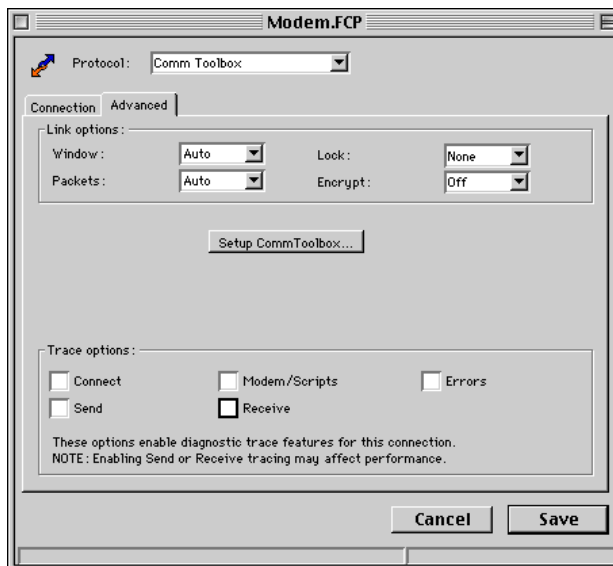 Modem.FCP
Protocol: Comm Toolbox
Connection Advanced
Link options:
Window: Auto Lock: None
Packets: Auto Encrypt: Off
Setup CommToolbox...
Trace options:
Connect Modem/Scripts Errors
Send Receive
These options enable diagnostic trace features for this connection.
NOTE: Enabling Send or Receive tracing may affect performance.
Cancel Save